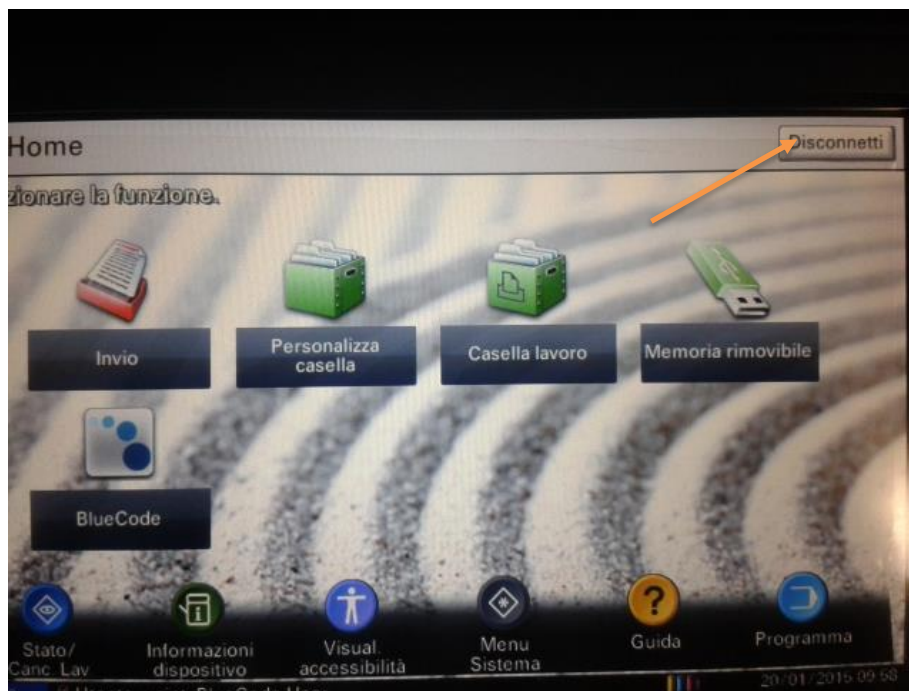 Home
Disconnetti
zionare la funzione.
Invio
Personalizza
casella
Casella lavoro
Memoria rimovibile
BlueCode
Stato/
Canc. Lav
Informazioni
dispositivo
Visual.
accessibilità
Menu
Sistema
Guida
Programma
20/01/2016 09:58